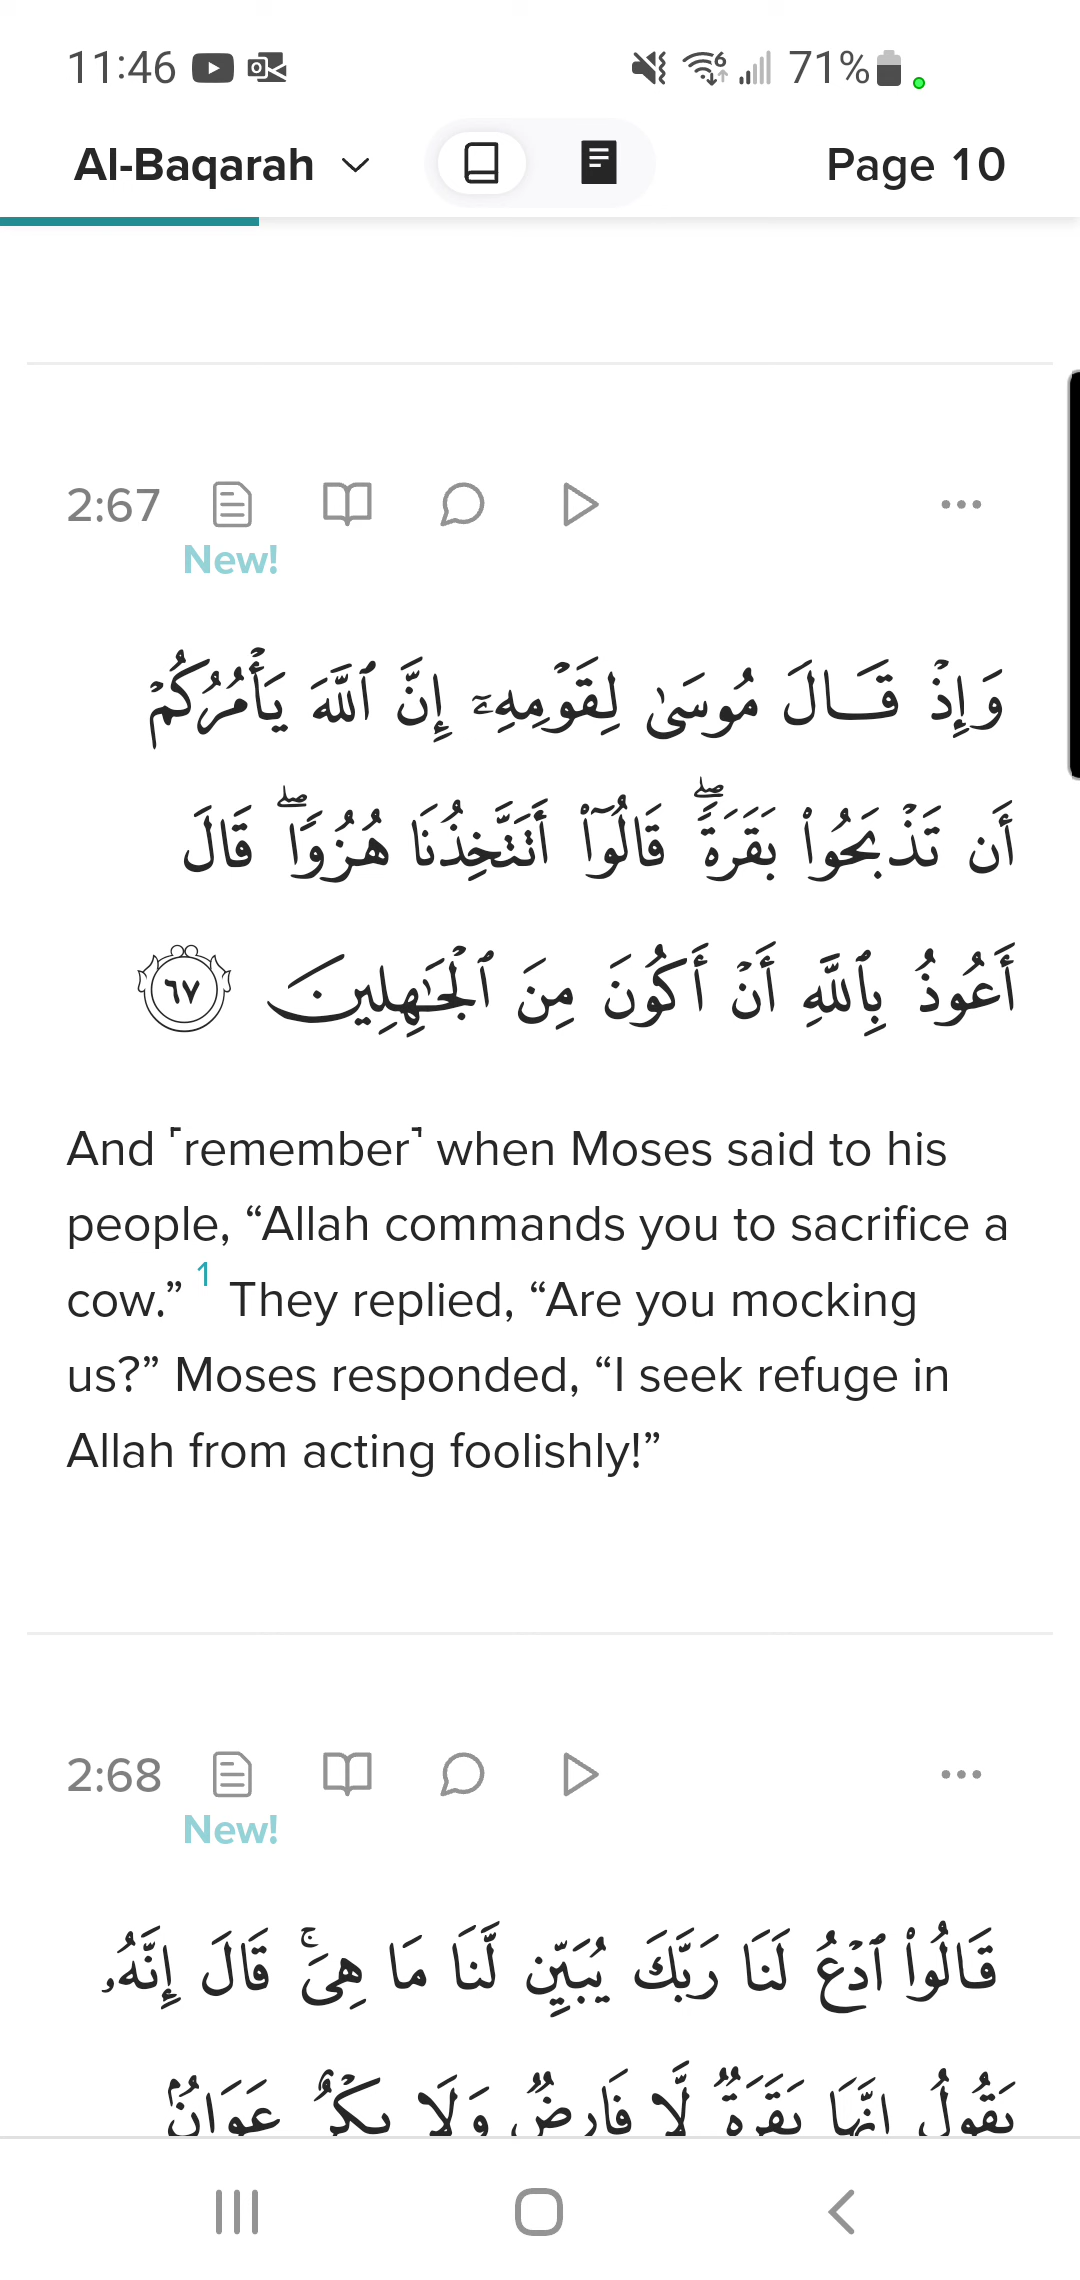 11:46 71%
Al-Baqarah Page 10
2:67
New!
وَإِذْ قَالَ مُوسَىٰ لِقَوْمِهِۦٓ إِنَّ ٱللَّهَ يَأْمُرُكُمْ
أَن تَذْبَحُوا۟ بَقَرَةً ۖ قَالُوٓا۟ أَتَتَّخِذُنَا هُزُوًا ۖ قَالَ
أَعُوذُ بِٱللَّهِ أَنْ أَكُونَ مِنَ ٱلْجَـٰهِلِينَ ٦٧
And ˹remember˺ when Moses said to his
people, “Allah commands you to sacrifice a
cow.” 1 They replied, “Are you mocking
us?” Moses responded, “I seek refuge in
Allah from acting foolishly!”
2:68
New!
قَالُوا۟ ٱدْعُ لَنَا رَبَّكَ يُبَيِّن لَّنَا مَا هِىَ ۚ قَالَ إِنَّهُۥ
يَقُولُ إِنَّهَا بَقَرَةٌ لَّا فَارِضٌ وَلَا بِكْرٌ عَوَانٌۢ